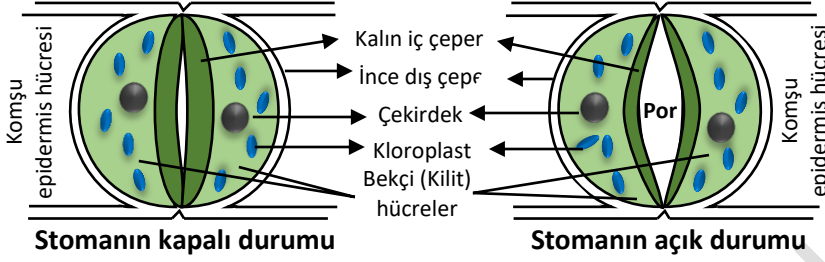 Komşu
epidermis hücresi
Kalın iç çeper
İnce dış çepe
Çekirdek
Kloroplast
Bekçi (Kilit)
hücreler
Por
Komşu
epidermis hücresi
Stomanın kapalı durumu
Stomanın açık durumu